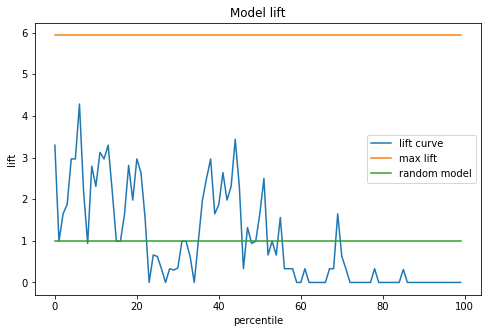 Model lift
6
5
4
3
2
1
0
lift
lift curve
max lift
random model
0
20
40
60
80
100
percentile